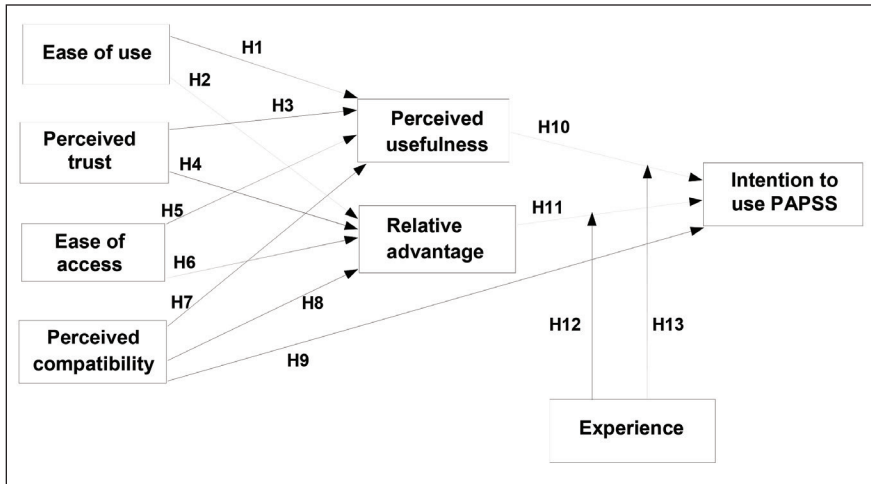 Ease of use
H1
H2
Perceived
trust
H3
H4
Perceived
usefulness
H10
Intention to
use PAPSS
H5
Ease of
access
H6
Relative
advantage
H11
H7
H8
Perceived
compatibility
H9
H12
H13
Experience